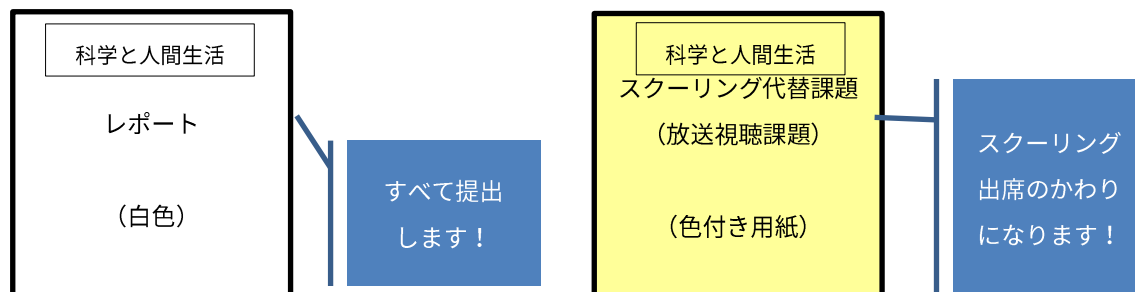 科学と人間生活
レポート
（白色）
すべて提出
します！
科学と人間生活
スクーリング代替課題
（放送視聴課題）
（色付き用紙）
スクーリング
出席のかわり
になります！